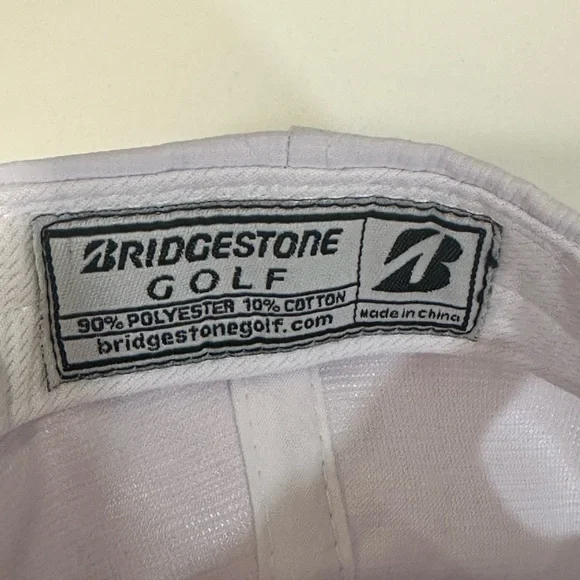 BRIDGESTONE
GOLF
90% POLYESTER 10% COTTON
bridgestonegolf.com
B
Made in China